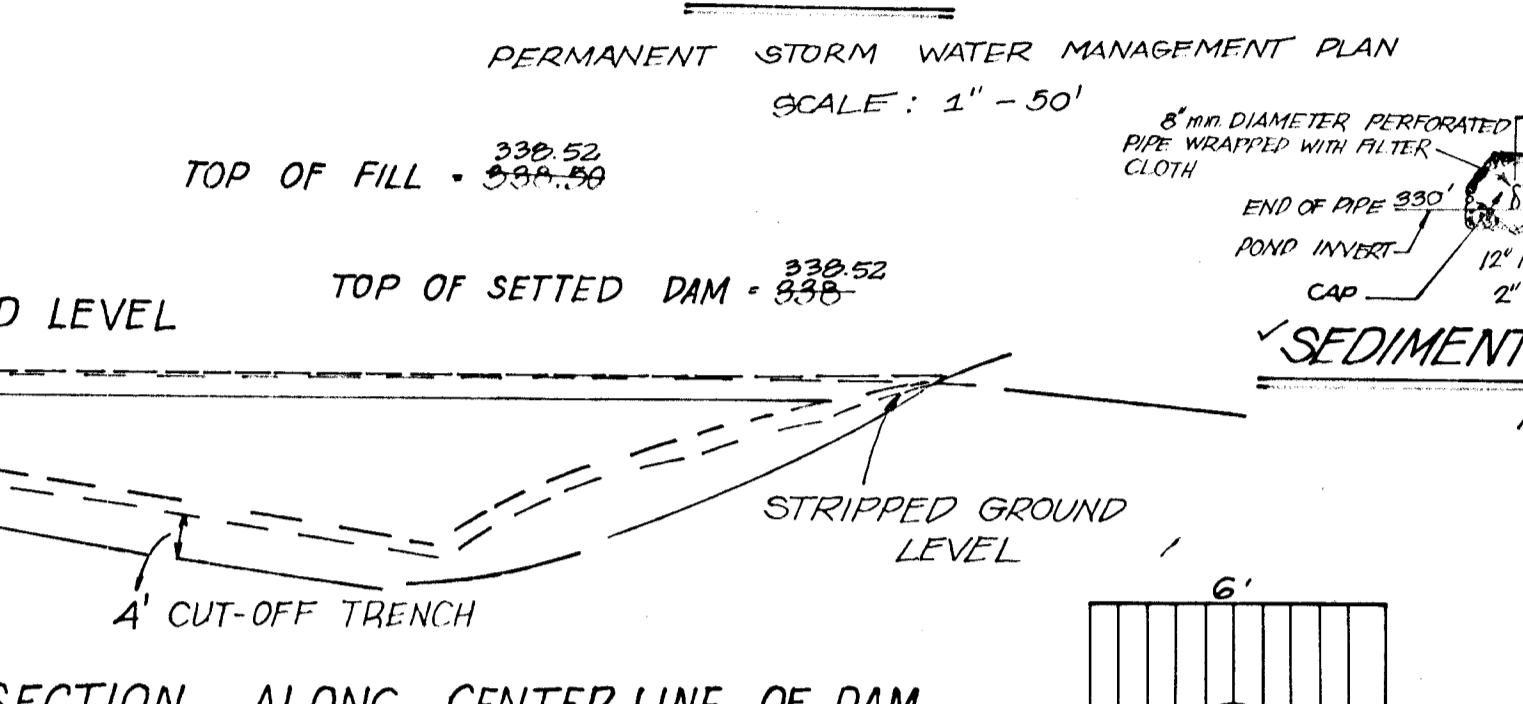 PERMANENT STORM WATER MANAGEMENT PLAN
SCALE : 1" - 50'
8" min. DIAMETER PERFORATED
PIPE WRAPPED WITH FILTER
CLOTH
338.52
TOP OF FILL - 338.50
END OF PIPE 330'
POND INVERT
12"
CAP
2"
338.52
TOP OF SETTED DAM - 338
D LEVEL
SEDIMENT
STRIPPED GROUND
LEVEL
4' CUT-OFF TRENCH
6'
SECTION ALONG CENTER LINE OF DAM